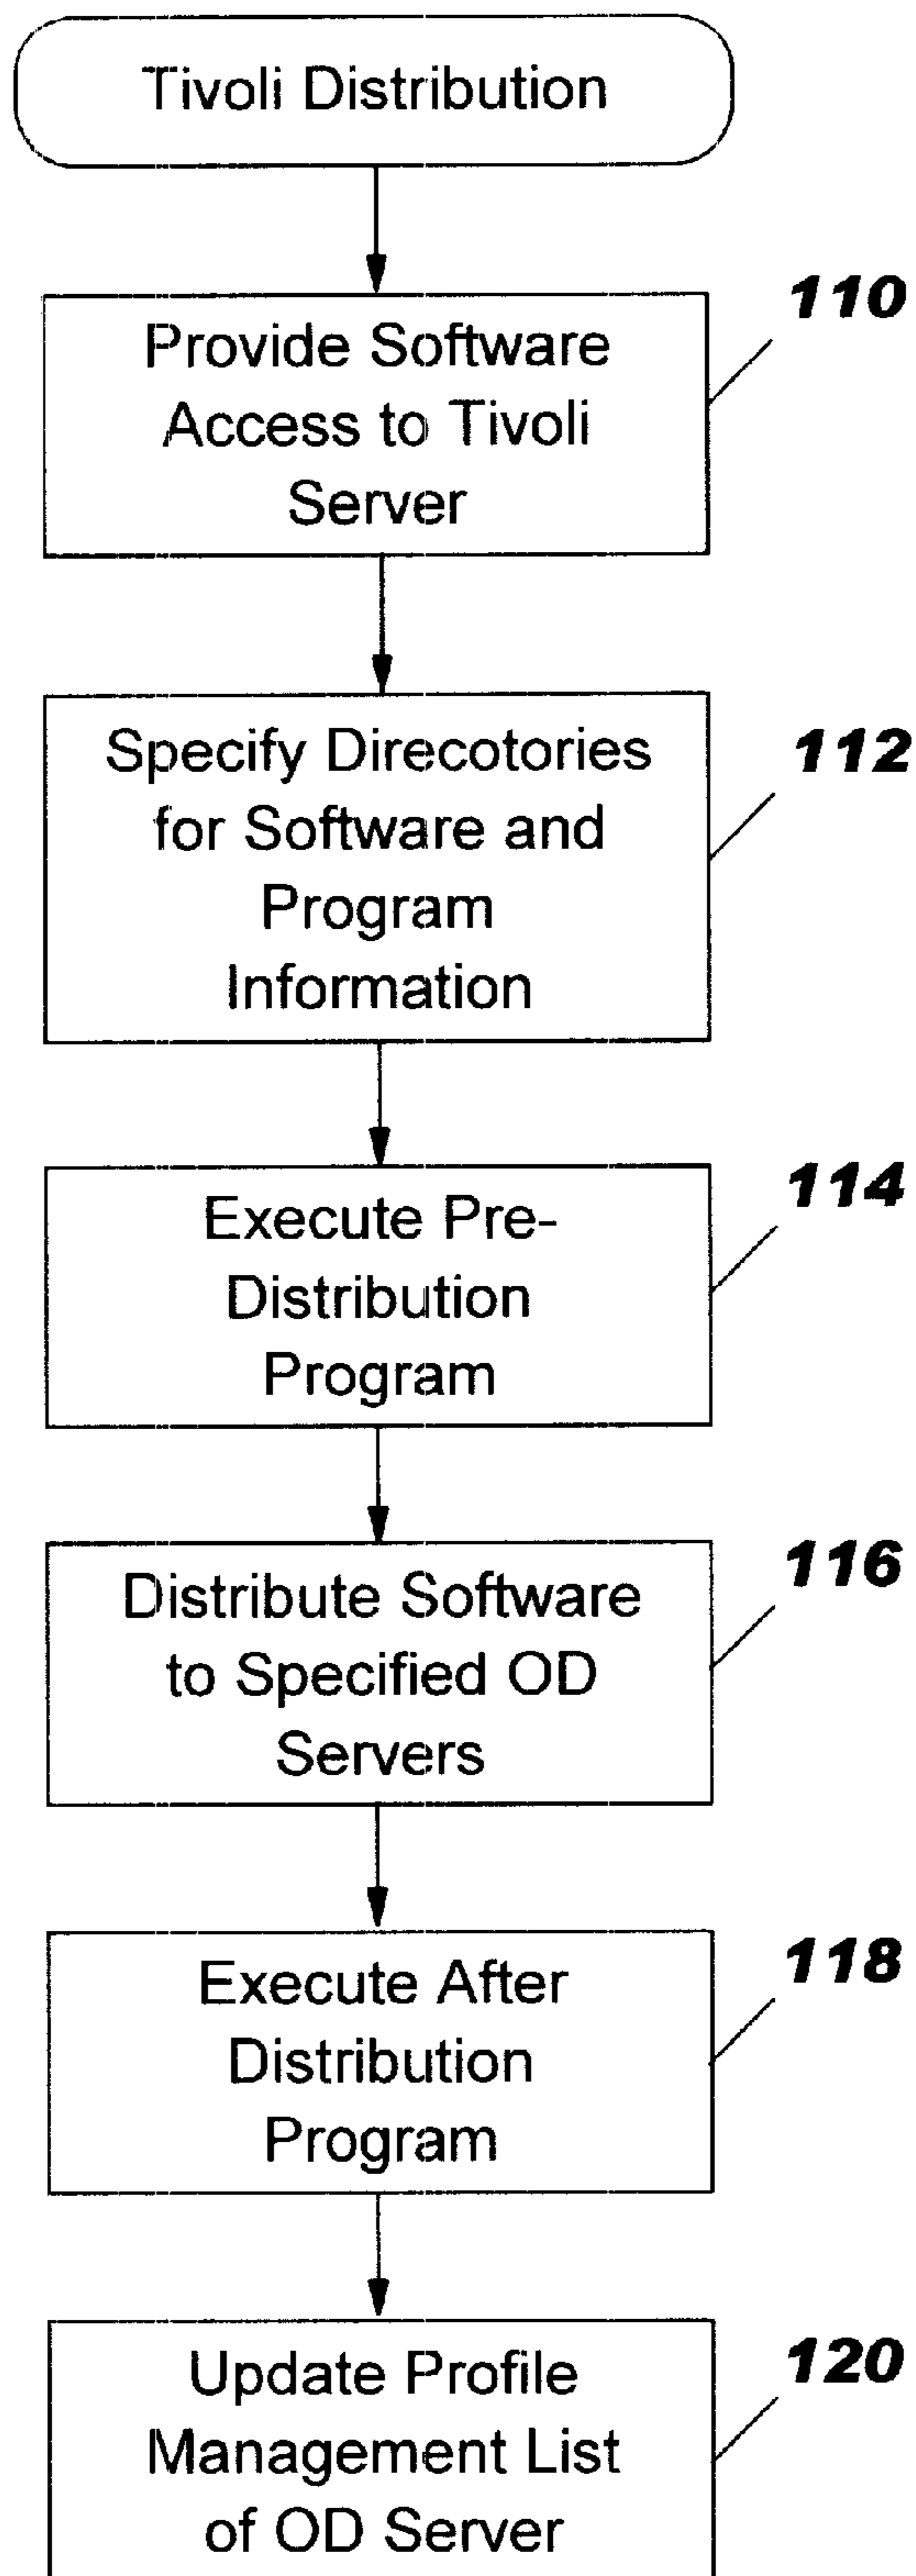 Tivoli Distribution
110
Provide Software
Access to Tivoli
Server
112
Specify Direcotories
for Software and
Program
Information
114
Execute Pre-
Distribution
Program
116
Distribute Software
to Specified OD
Servers
118
Execute After
Distribution
Program
120
Update Profile
Management List
of OD Server